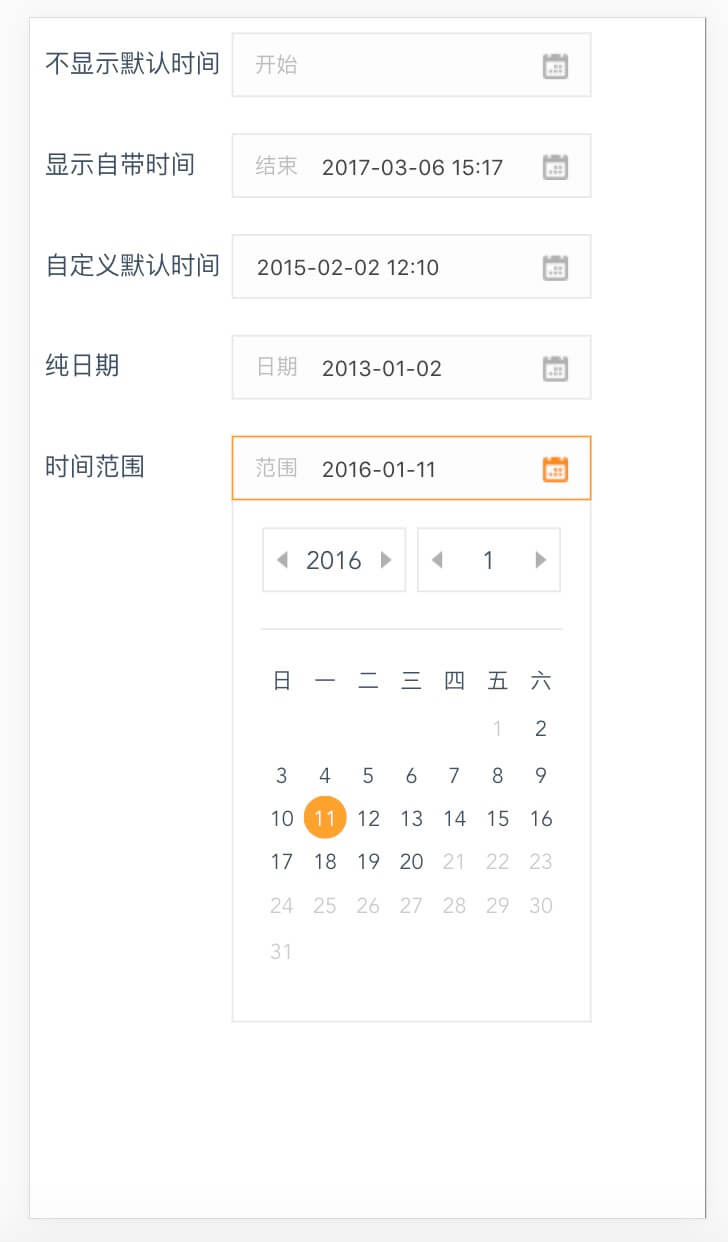 不显示默认时间 开始
显示自带时间 结束 2017-03-06 15:17
自定义默认时间 2015-02-02 12:10
纯日期 日期 2013-01-02
时间范围 范围 2016-01-11
2016 1
日 一 二 三 四 五 六
1 2
3 4 5 6 7 8 9
10 11 12 13 14 15 16
17 18 19 20 21 22 23
24 25 26 27 28 29 30
31